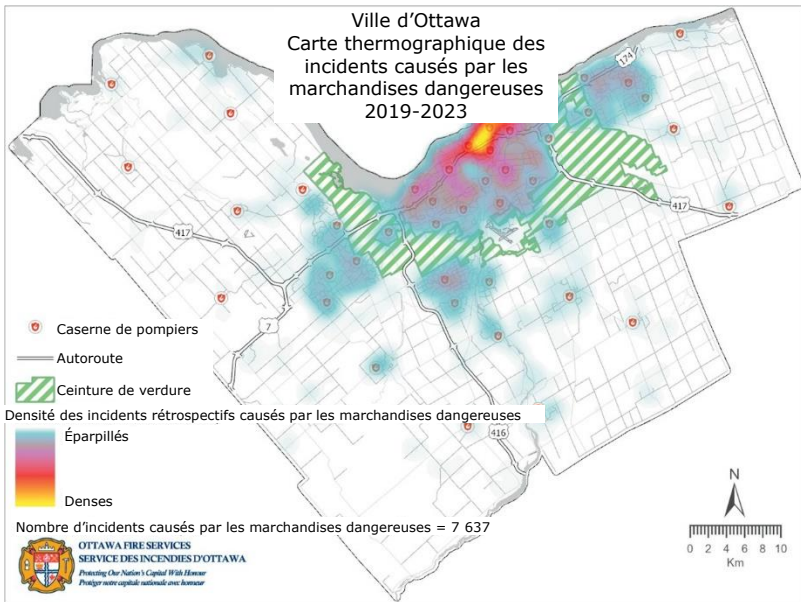 Ville d'Ottawa
Carte thermographique des
incidents causés par les
marchandises dangereuses
2019-2023
174
417
417
7
416
Caserne de pompiers
Autoroute
Ceinture de verdure
Densité des incidents rétrospectifs causés par les marchandises dangereuses
Éparpillés
Denses
Nombre d'incidents causés par les marchandises dangereuses = 7 637
OTTAWA FIRE SERVICES
SERVICE DES INCENDIES D'OTTAWA
Protecting Our Nation's Capital With Honour
Protéger notre capitale nationale avec honneur
N
0 2 4 6 8 10
Km